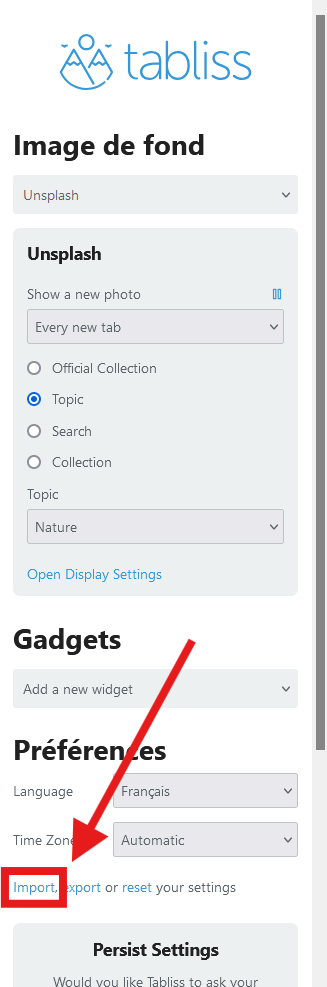 tabliss
Image de fond
Unsplash
Unsplash
Show a new photo
Every new tab
Official Collection
Topic
Search
Collection
Topic
Nature
Open Display Settings
Gadgets
Add a new widget
Préférences
Language Français
Time Zone Automatic
Import, export or reset your settings
Persist Settings
Would you like Tabliss to ask your